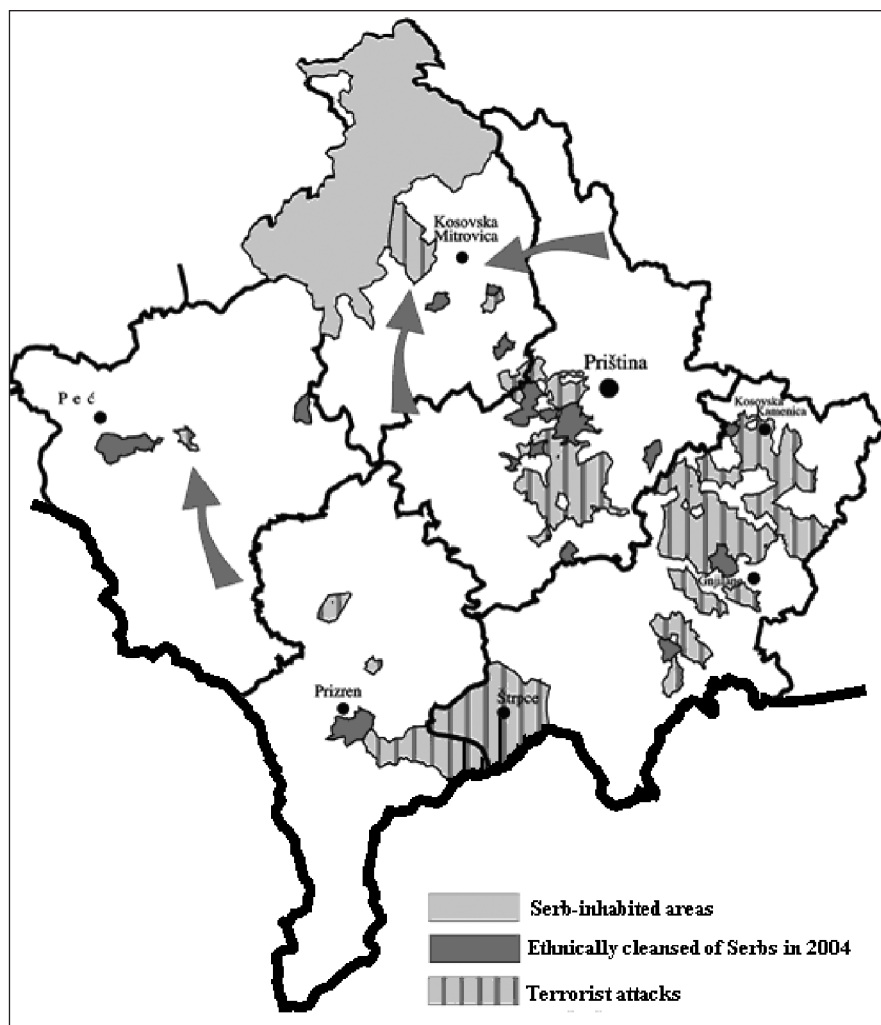 Kosovska
Mitrovica
Priština
Peć
Kosovska
Kamenica
Gnjilane
Prizren
Štrpce
Serb-inhabited areas
Ethnically cleansed of Serbs in 2004
Terrorist attacks